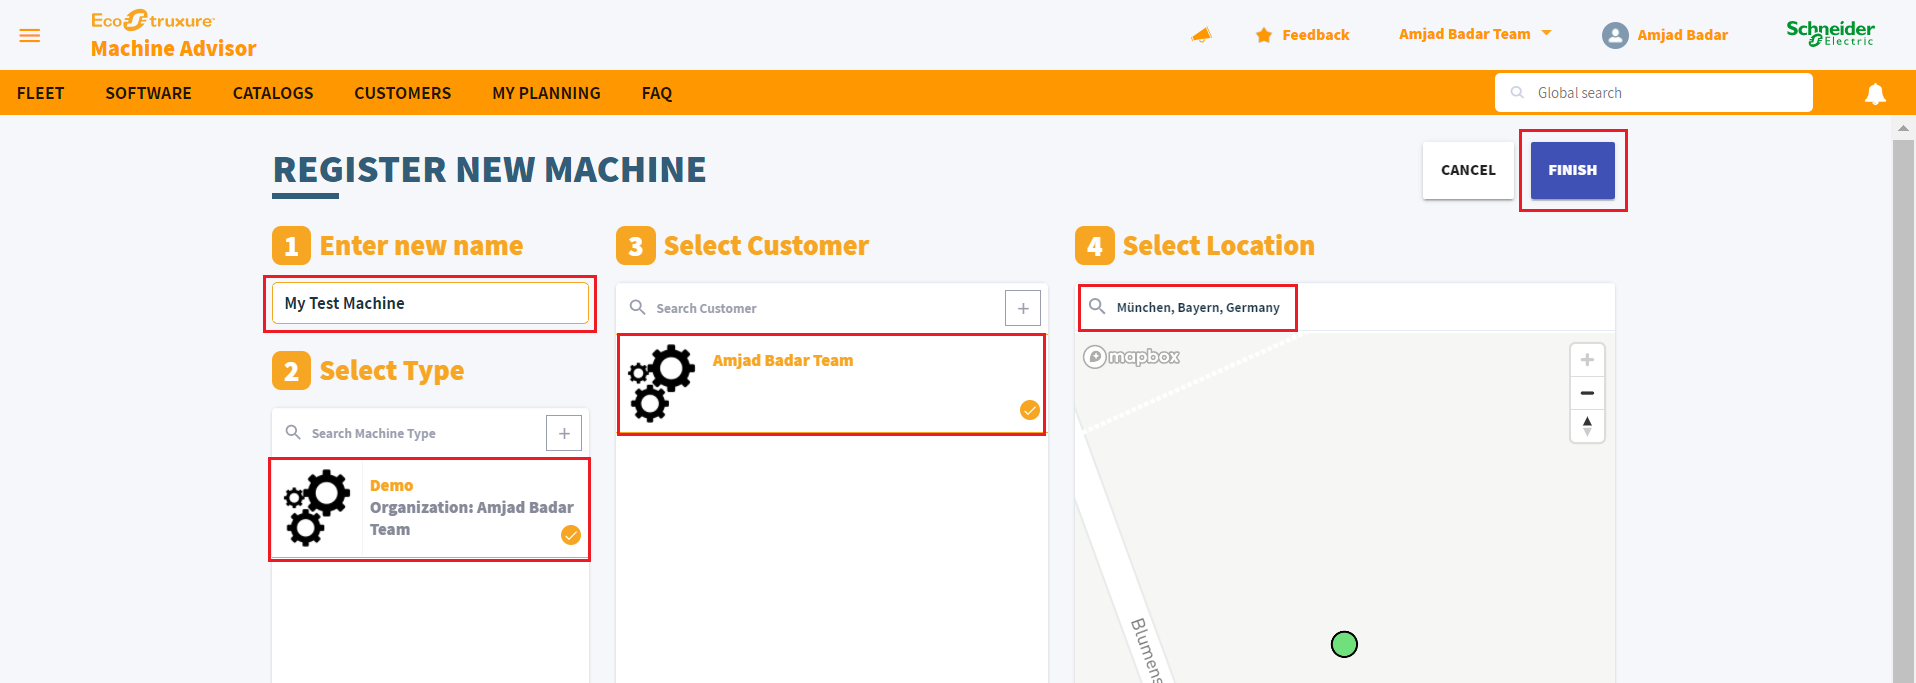 EcoStruxure
Machine Advisor
Feedback
Amjad Badar Team
Amjad Badar
Schneider
Electric
FLEET SOFTWARE CATALOGS CUSTOMERS MY PLANNING FAQ
Global search
REGISTER NEW MACHINE
CANCEL
FINISH
1 Enter new name
My Test Machine
2 Select Type
Search Machine Type
+
Demo
Organization: Amjad Badar
Team
3 Select Customer
Search Customer
+
Amjad Badar Team
4 Select Location
München, Bayern, Germany
mapbox
Blumens